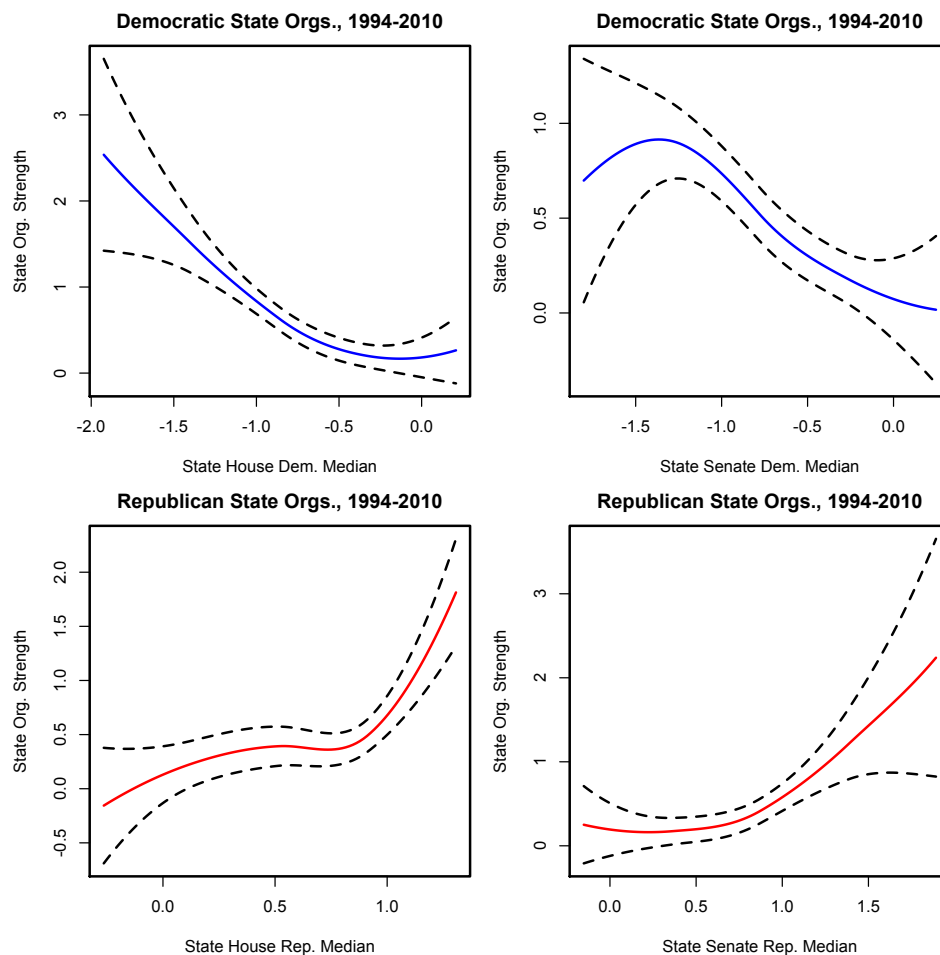 Democratic State Orgs., 1994-2010
State Org. Strength
3
2
1
0
-2.0 -1.5 -1.0 -0.5 0.0
State House Dem. Median
Democratic State Orgs., 1994-2010
State Org. Strength
1.0
0.5
0.0
-1.5 -1.0 -0.5 0.0
State Senate Dem. Median
Republican State Orgs., 1994-2010
State Org. Strength
2.0
1.5
1.0
0.5
0.0
-0.5
0.0 0.5 1.0
State House Rep. Median
Republican State Orgs., 1994-2010
State Org. Strength
3
2
1
0
0.0 0.5 1.0 1.5
State Senate Rep. Median